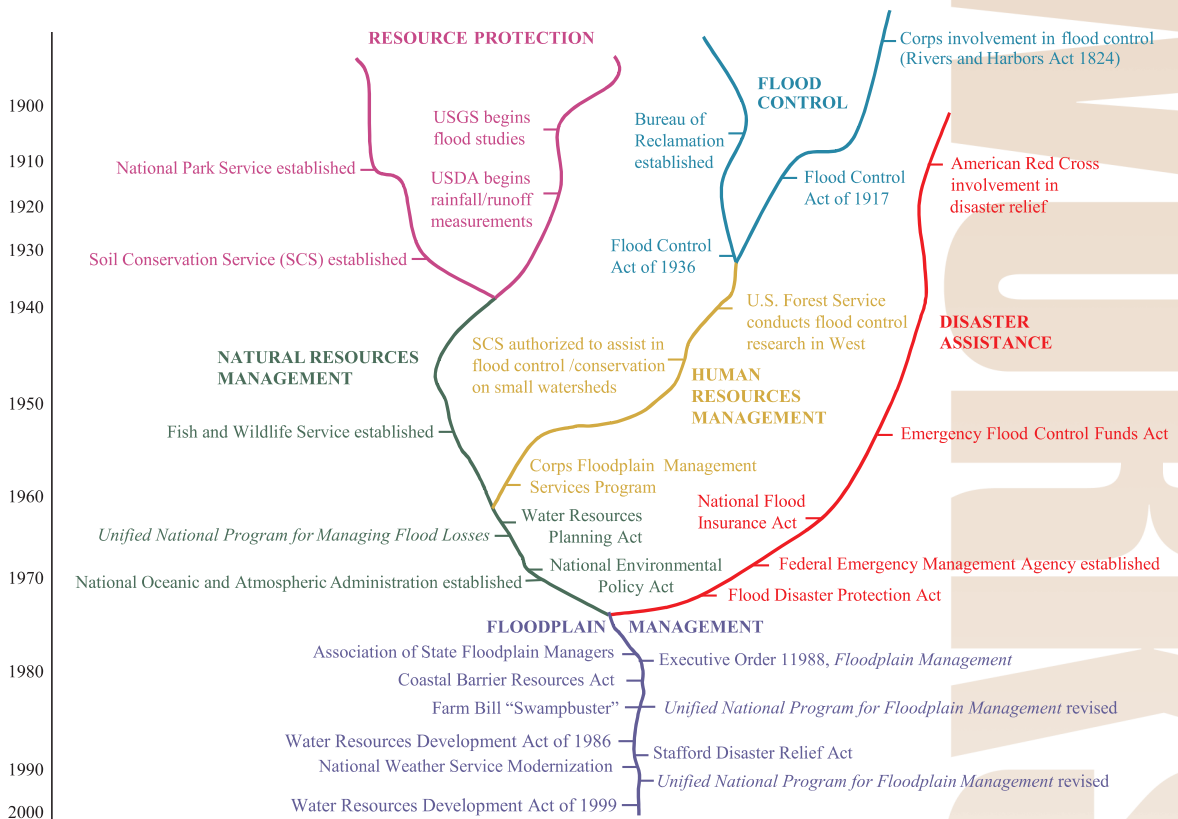 RESOURCE PROTECTION
Corps involvement in flood control
(Rivers and Harbors Act 1824)
FLOOD
CONTROL
1900
USGS begins
flood studies
Bureau of
Reclamation
established
1910
National Park Service established
American Red Cross
involvement in
disaster relief
USDA begins
rainfall/runoff
measurements
Flood Control
Act of 1917
1920
1930
Flood Control
Act of 1936
Soil Conservation Service (SCS) established
1940
U.S. Forest Service
conducts flood control
research in West
DISASTER
ASSISTANCE
NATURAL RESOURCES
MANAGEMENT
SCS authorized to assist in
flood control /conservation
on small watersheds
HUMAN
RESOURCES
MANAGEMENT
1950
Fish and Wildlife Service established
Emergency Flood Control Funds Act
Corps Floodplain Management
Services Program
1960
National Flood
Insurance Act
Water Resources
Planning Act
Unified National Program for Managing Flood Losses
National Environmental
Policy Act
Federal Emergency Management Agency established
1970
National Oceanic and Atmospheric Administration established
Flood Disaster Protection Act
FLOODPLAIN MANAGEMENT
Association of State Floodplain Managers
Executive Order 11988, Floodplain Management
1980
Coastal Barrier Resources Act
Farm Bill “Swampbuster”
Unified National Program for Floodplain Management revised
Water Resources Development Act of 1986
Stafford Disaster Relief Act
National Weather Service Modernization
1990
Unified National Program for Floodplain Management revised
Water Resources Development Act of 1999
2000